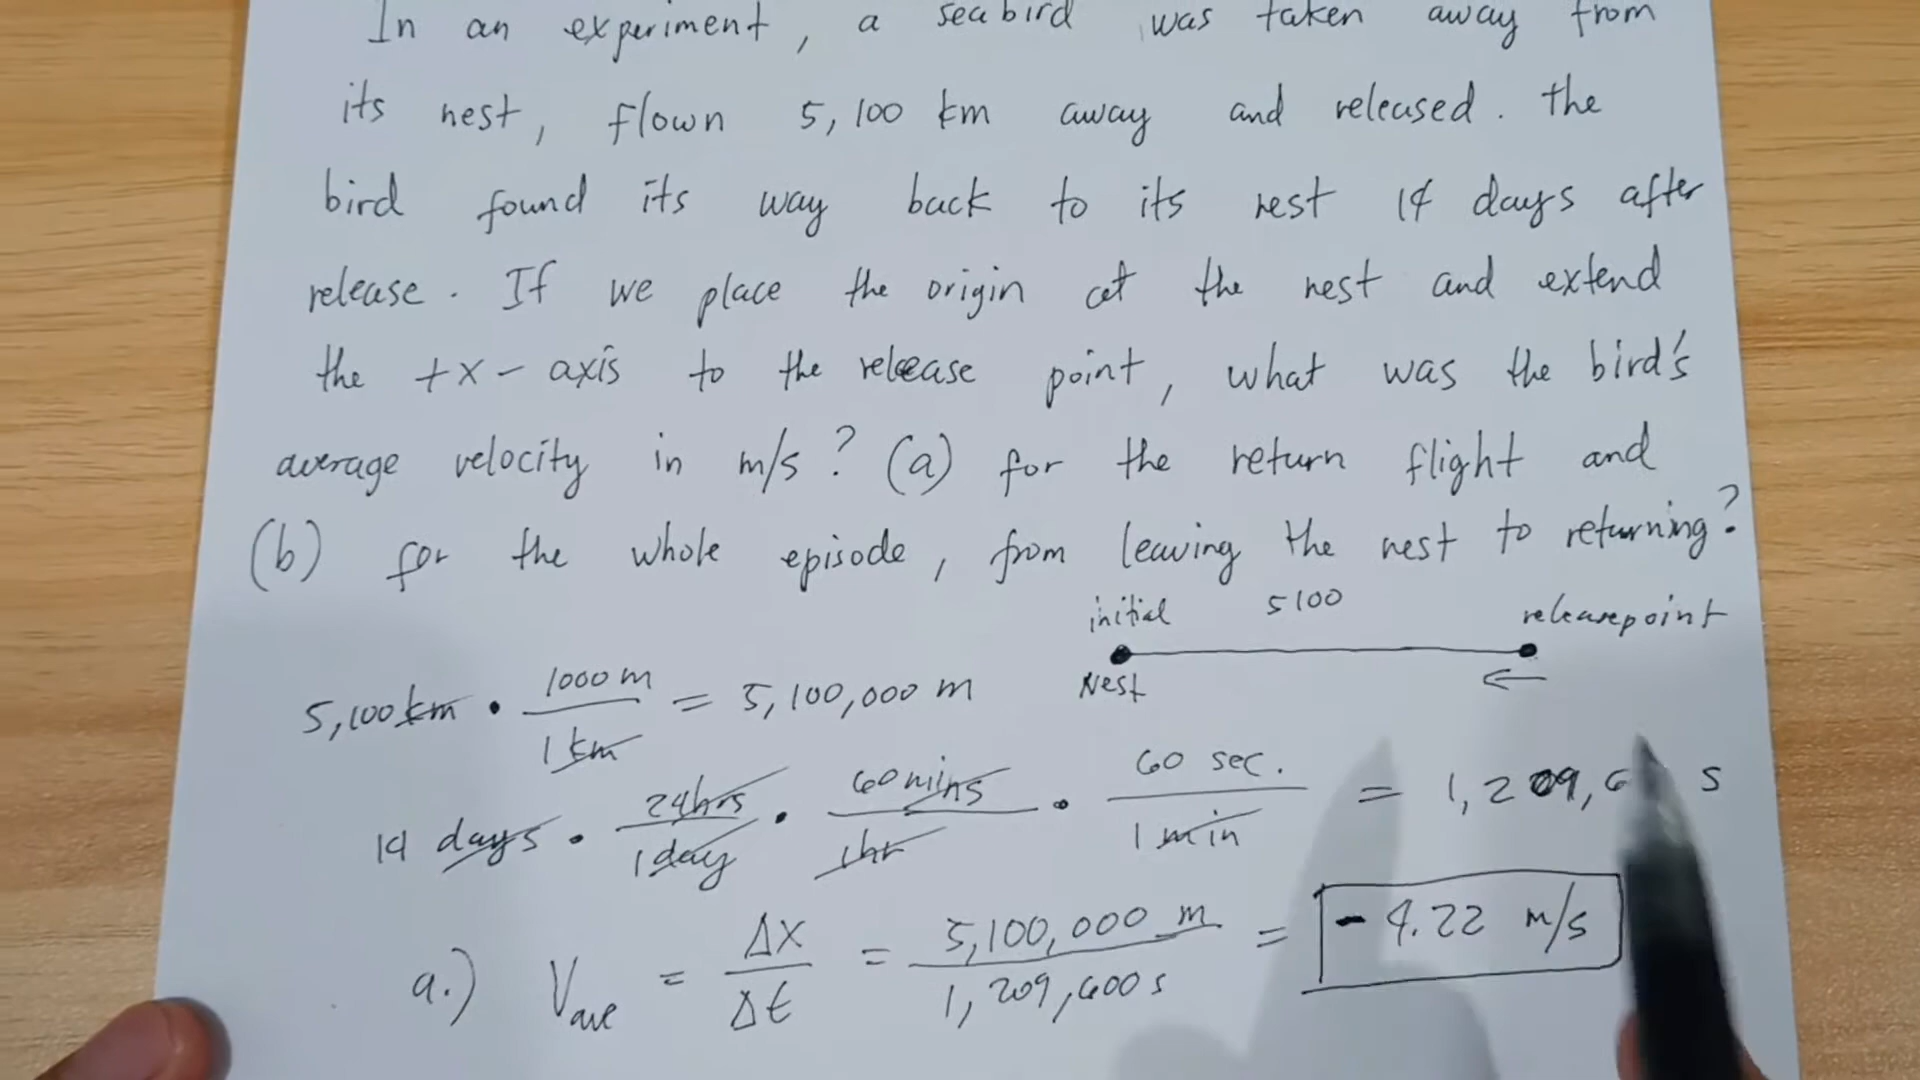 In an experiment, a seabird was taken away from
its nest, flown 5,100 km away and released. the
bird found its way back to its nest 14 days after
release. If we place the origin at the nest and extend
the +x-axis to the release point, what was the bird's
average velocity in m/s? (a) for the return flight and
(b) for the whole episode, from leaving the nest to returning?
initial 5100 releasepoint
Nest ←
5,100 km • 1000 m / 1 km = 5,100,000 m
14 days • 24hrs / 1day • 60mins / 1hr • 60 sec. / 1 min = 1,209,6 s
a.) Vave = Δx / Δt = 5,100,000 m / 1,209,600 s = - 4.22 m/s